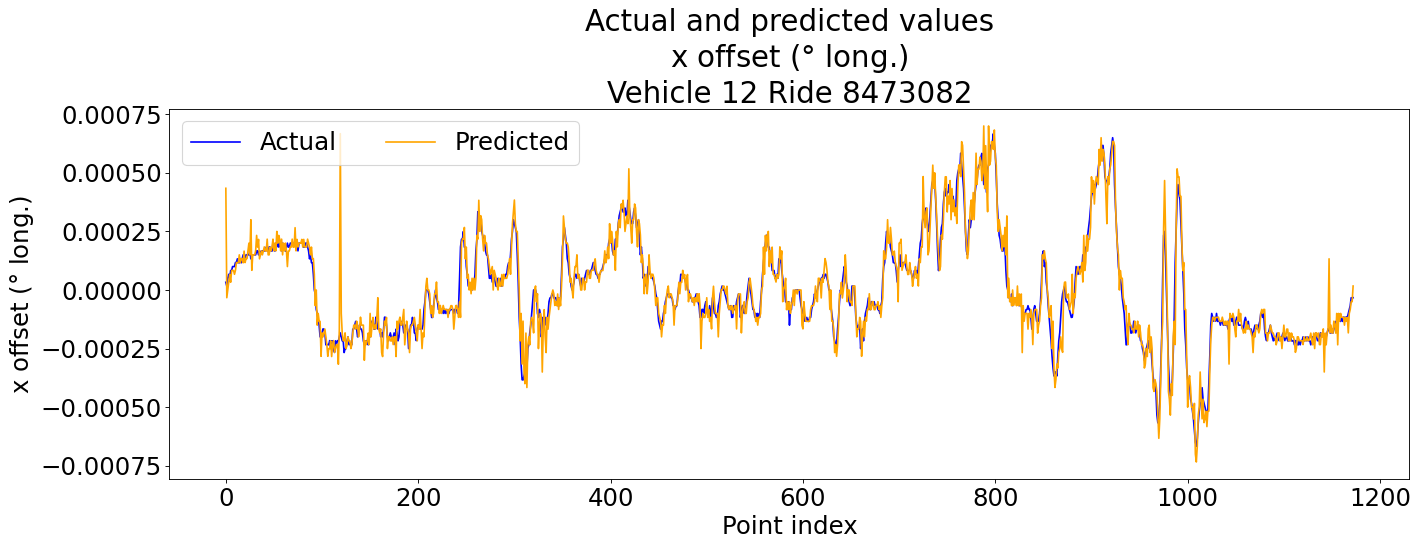 Actual and predicted values
x offset (° long.)
Vehicle 12 Ride 8473082
Actual
Predicted
x offset (° long.)
0.00075
0.00050
0.00025
0.00000
−0.00025
−0.00050
−0.00075
0
200
400
600
800
1000
1200
Point index